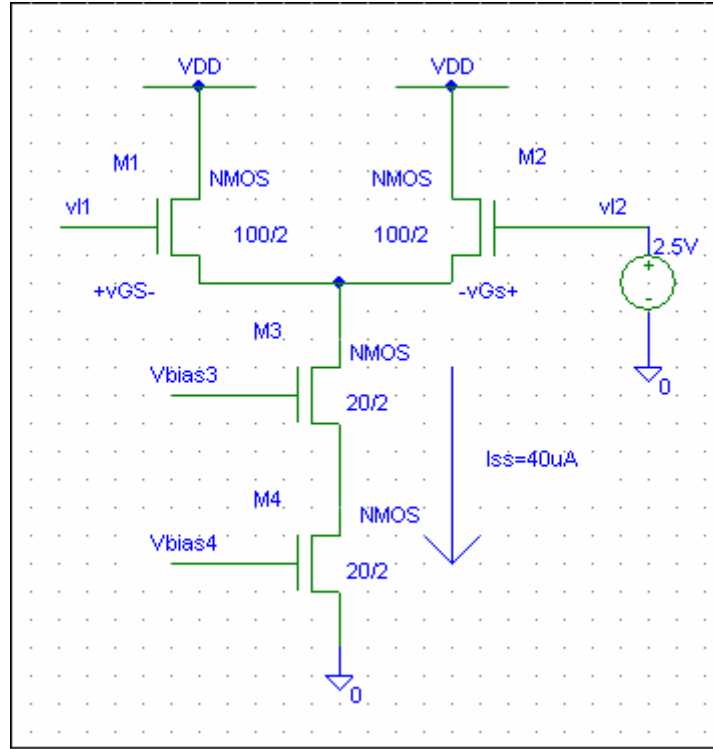 VDD VDD
M1 M2
NMOS NMOS
vI1 vI2
100/2 100/2
2.5V
+
+vGS- -vGs+
-
M3
NMOS
0
Vbias3
20/2
Iss=40uA
M4
NMOS
Vbias4
20/2
0